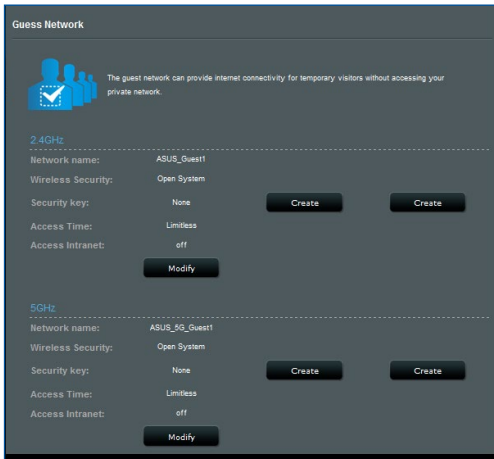 Guess Network
The guest network can provide internet connectivity for temporary visitors without accessing your
private network.
2.4GHz
Network name: ASUS_Guest1
Wireless Security: Open System
Security key: None Create Create
Access Time: Limitless
Access Intranet: off
Modify
5GHz
Network name: ASUS_5G_Guest1
Wireless Security: Open System
Security key: None Create Create
Access Time: Limitless
Access Intranet: off
Modify